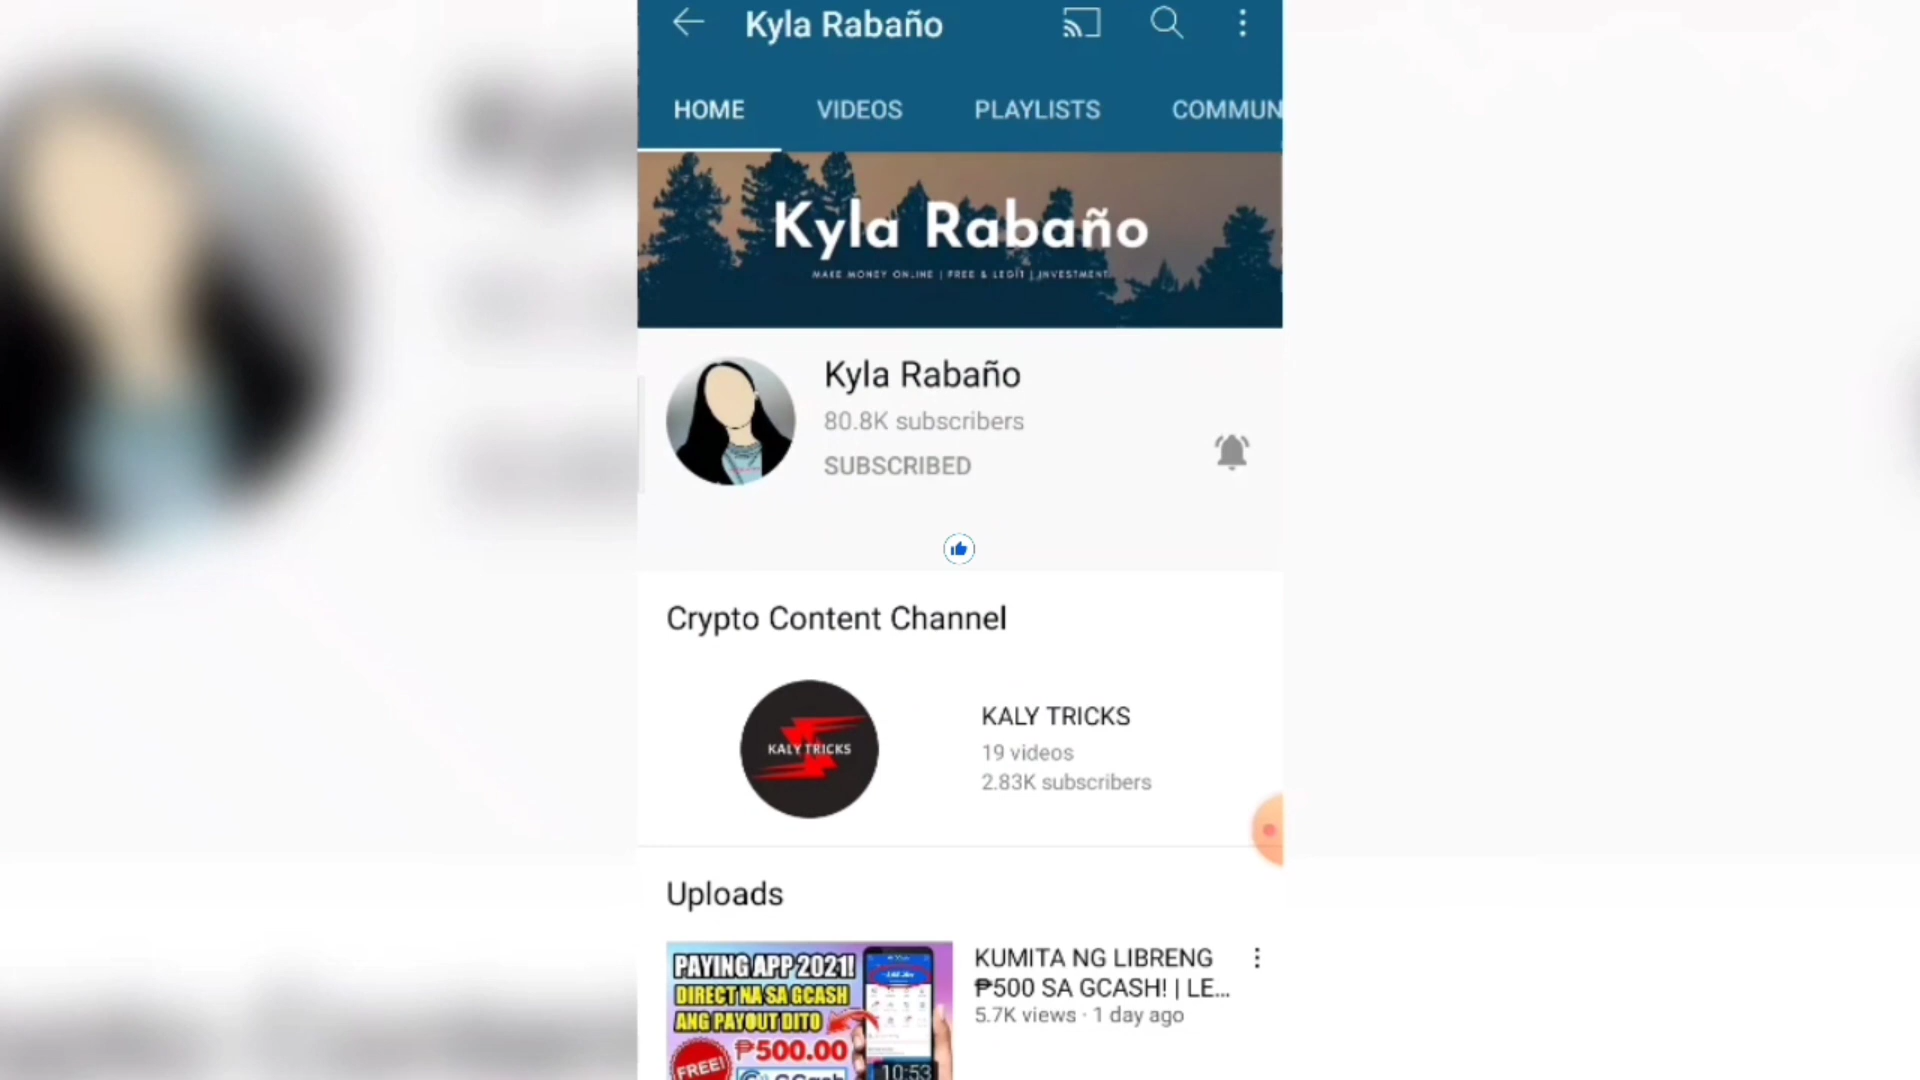 Kyla Rabaño
HOME VIDEOS PLAYLISTS COMMUN
Kyla Rabaño
MAKE MONEY ONLINE | FREE & LEGIT | INVESTMENT
Kyla Rabaño
80.8K subscribers
SUBSCRIBED
Crypto Content Channel
KALY TRICKS
KALY TRICKS
19 videos
2.83K subscribers
Uploads
PAYING APP 2021!
DIRECT NA SA GCASH
ANG PAYOUT DITO
₱500.00
FREE!
GCash
10:53
KUMITA NG LIBRENG
₱500 SA GCASH! | LE...
5.7K views · 1 day ago